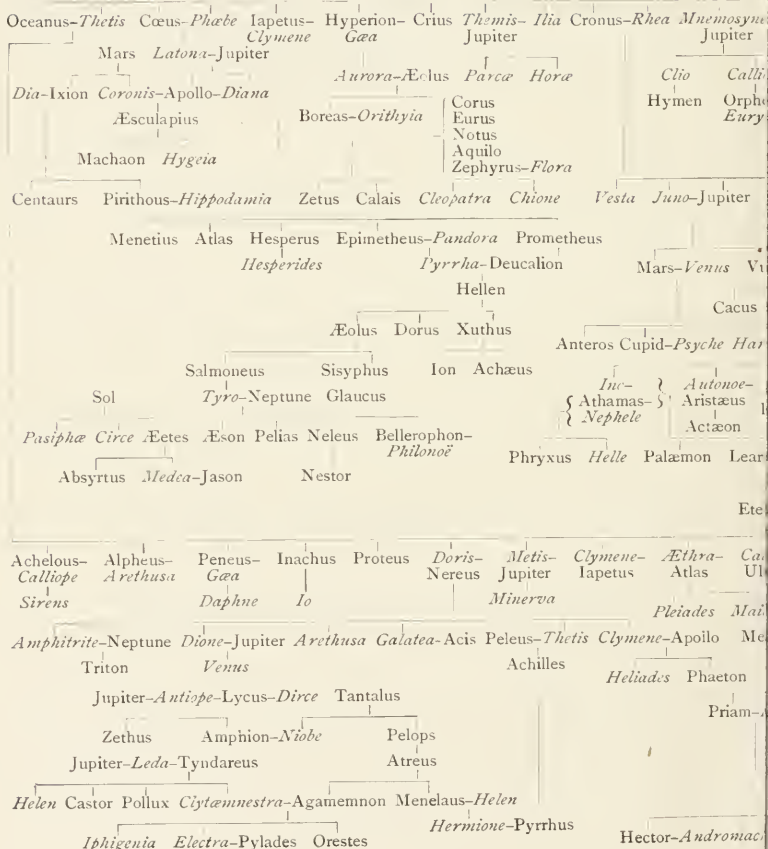 Oceanus–Thetis Cœus–Phœbe Iapetus– Hyperion– Crius Themis– Ilia Cronus–Rhea
Clymene Gæa Jupiter Jupiter
Mars Latona–Jupiter
Aurora–Æolus Parcæ Horæ Clio
Dia–Ixion Coronis–Apollo–Diana
Hymen
Æsculapius Boreas–Orithyia Corus
Eurus
Notus
Aquilo
Zephyrus–Flora
Machaon Hygeia
Centaurs Pirithous–Hippodamia Zetus Calais Cleopatra Chione Vesta Juno–Jupiter
Menetius Atlas Hesperus Epimetheus–Pandora Prometheus
Hesperides Pyrrha–Deucalion Mars–Venus
Hellen
Cacus
Æolus Dorus Xuthus
Anteros Cupid–Psyche
Salmoneus Sisyphus Ion Achæus
Sol Tyro–Neptune Glaucus
Ino– Autonoe–
Athamas– Aristæus
Nephele
Actæon
Pasiphæ Circe Æetes Æson Pelias Neleus Bellerophon–
Philonoë
Phryxus Helle Palæmon
Absyrtus Medea–Jason Nestor
Achelous– Alpheus– Peneus– Inachus Proteus Doris– Metis– Clymene– Æthra–
Calliope Arethusa Gæa Nereus Jupiter Iapetus Atlas
Sirens Daphne Io Minerva
Pleiades
Amphitrite–Neptune Dione–Jupiter Arethusa Galatea–Acis Peleus–Thetis Clymene–Apollo
Triton Venus Achilles
Heliades Phaeton
Jupiter–Antiope–Lycus–Dirce Tantalus
Priam–
Zethus Amphion–Niobe Pelops
Jupiter–Leda–Tyndareus Atreus
Helen Castor Pollux Clytæmnestra–Agamemnon Menelaus–Helen
Hermione–Pyrrhus
Iphigenia Electra–Pylades Orestes Hector–